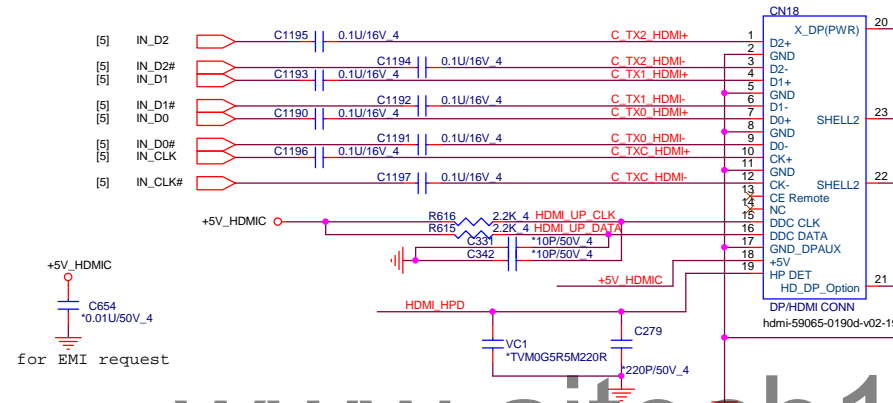 CN18
20
[5] IN_D2 C1195 0.1U/16V_4 C_TX2_HDMI+ 1 D2+ X_DP(PWR)
2 GND
[5] IN_D2# C1194 0.1U/16V_4 C_TX2_HDMI- 3 D2-
[5] IN_D1 C1193 0.1U/16V_4 C_TX1_HDMI+ 4 D1+
5 GND
[5] IN_D1# C1192 0.1U/16V_4 C_TX1_HDMI- 6 D1-
[5] IN_D0 C1190 0.1U/16V_4 C_TX0_HDMI+ 7 D0+ SHELL2 23
8 GND
[5] IN_D0# C1191 0.1U/16V_4 C_TX0_HDMI- 9 D0-
[5] IN_CLK C1196 0.1U/16V_4 C_TXC_HDMI+ 10 CK+
11 GND
[5] IN_CLK# C1197 0.1U/16V_4 C_TXC_HDMI- 12 CK- SHELL2 22
13 CE Remote
14 NC
+5V_HDMIC R616 2.2K_4 HDMI_UP_CLK 15 DDC CLK
R615 2.2K_4 HDMI_UP_DATA 16 DDC DATA
C331 *10P/50V_4 17 GND_DPAUX
C342 *10P/50V_4 18 +5V
+5V_HDMIC 19 HP DET
+5V_HDMIC HD_DP_Option 21
C654 HDMI_HPD DP/HDMI CONN
*0.01U/50V_4 hdmi-59065-0190d-v02-19
C279
VC1
*TVM0G5R5M220R
for EMI request
*220P/50V_4